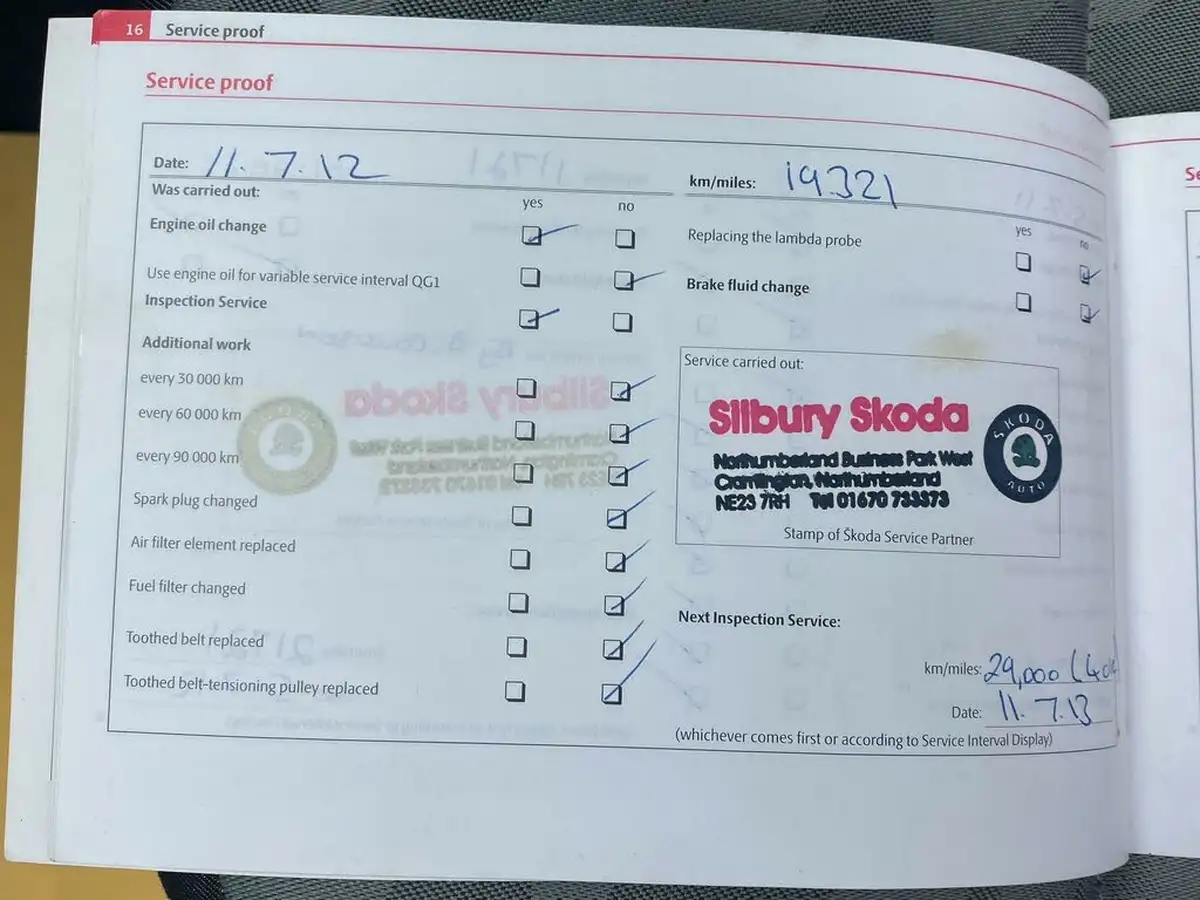 16 Service proof
Service proof
Date: 11.7.12
km/miles: 19321
Was carried out:
yes no
yes no
Engine oil change
Replacing the lambda probe
Use engine oil for variable service interval QG1
Brake fluid change
Inspection Service
Additional work
every 30 000 km
every 60 000 km
every 90 000 km
Spark plug changed
Air filter element replaced
Fuel filter changed
Toothed belt replaced
Toothed belt-tensioning pulley replaced
Service carried out:
Silbury Skoda
Northumberland Business Park West
Cramlington, Northumberland
NE23 7RH Tel 01670 733373
SKODA
AUTO
Stamp of Škoda Service Partner
Next Inspection Service:
km/miles: 29,000
Date: 11.7.13
(whichever comes first or according to Service Interval Display)